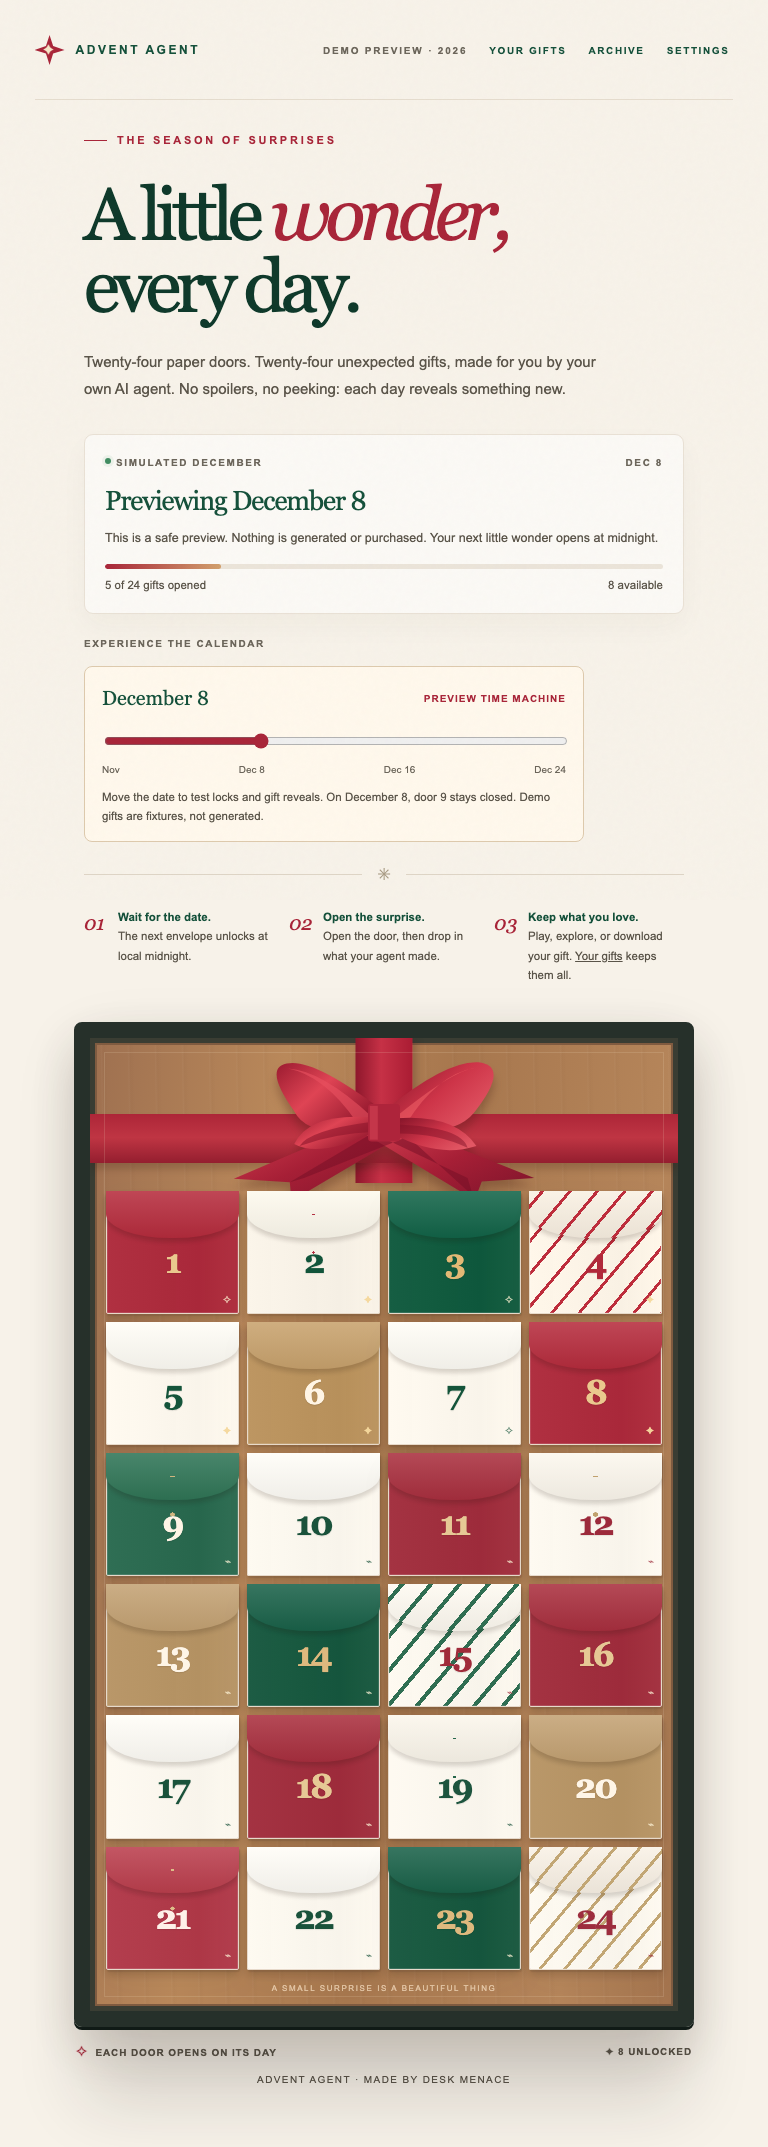 ADVENT AGENT
DEMO PREVIEW · 2026
YOUR GIFTS
ARCHIVE
SETTINGS
THE SEASON OF SURPRISES
A little wonder,
every day.
Twenty-four paper doors. Twenty-four unexpected gifts, made for you by your
own AI agent. No spoilers, no peeking: each day reveals something new.
SIMULATED DECEMBER
DEC 8
Previewing December 8
This is a safe preview. Nothing is generated or purchased. Your next little wonder opens at midnight.
5 of 24 gifts opened
8 available
EXPERIENCE THE CALENDAR
December 8
PREVIEW TIME MACHINE
Nov
Dec 8
Dec 16
Dec 24
Move the date to test locks and gift reveals. On December 8, door 9 stays closed. Demo
gifts are fixtures, not generated.
01
Wait for the date.
The next envelope unlocks at
local midnight.
02
Open the surprise.
Open the door, then drop in
what your agent made.
03
Keep what you love.
Play, explore, or download
your gift. Your gifts keeps
them all.
1
2
3
4
5
6
7
8
9
10
11
12
13
14
15
16
17
18
19
20
21
22
23
24
A SMALL SURPRISE IS A BEAUTIFUL THING
EACH DOOR OPENS ON ITS DAY
8 UNLOCKED
ADVENT AGENT · MADE BY DESK MENACE